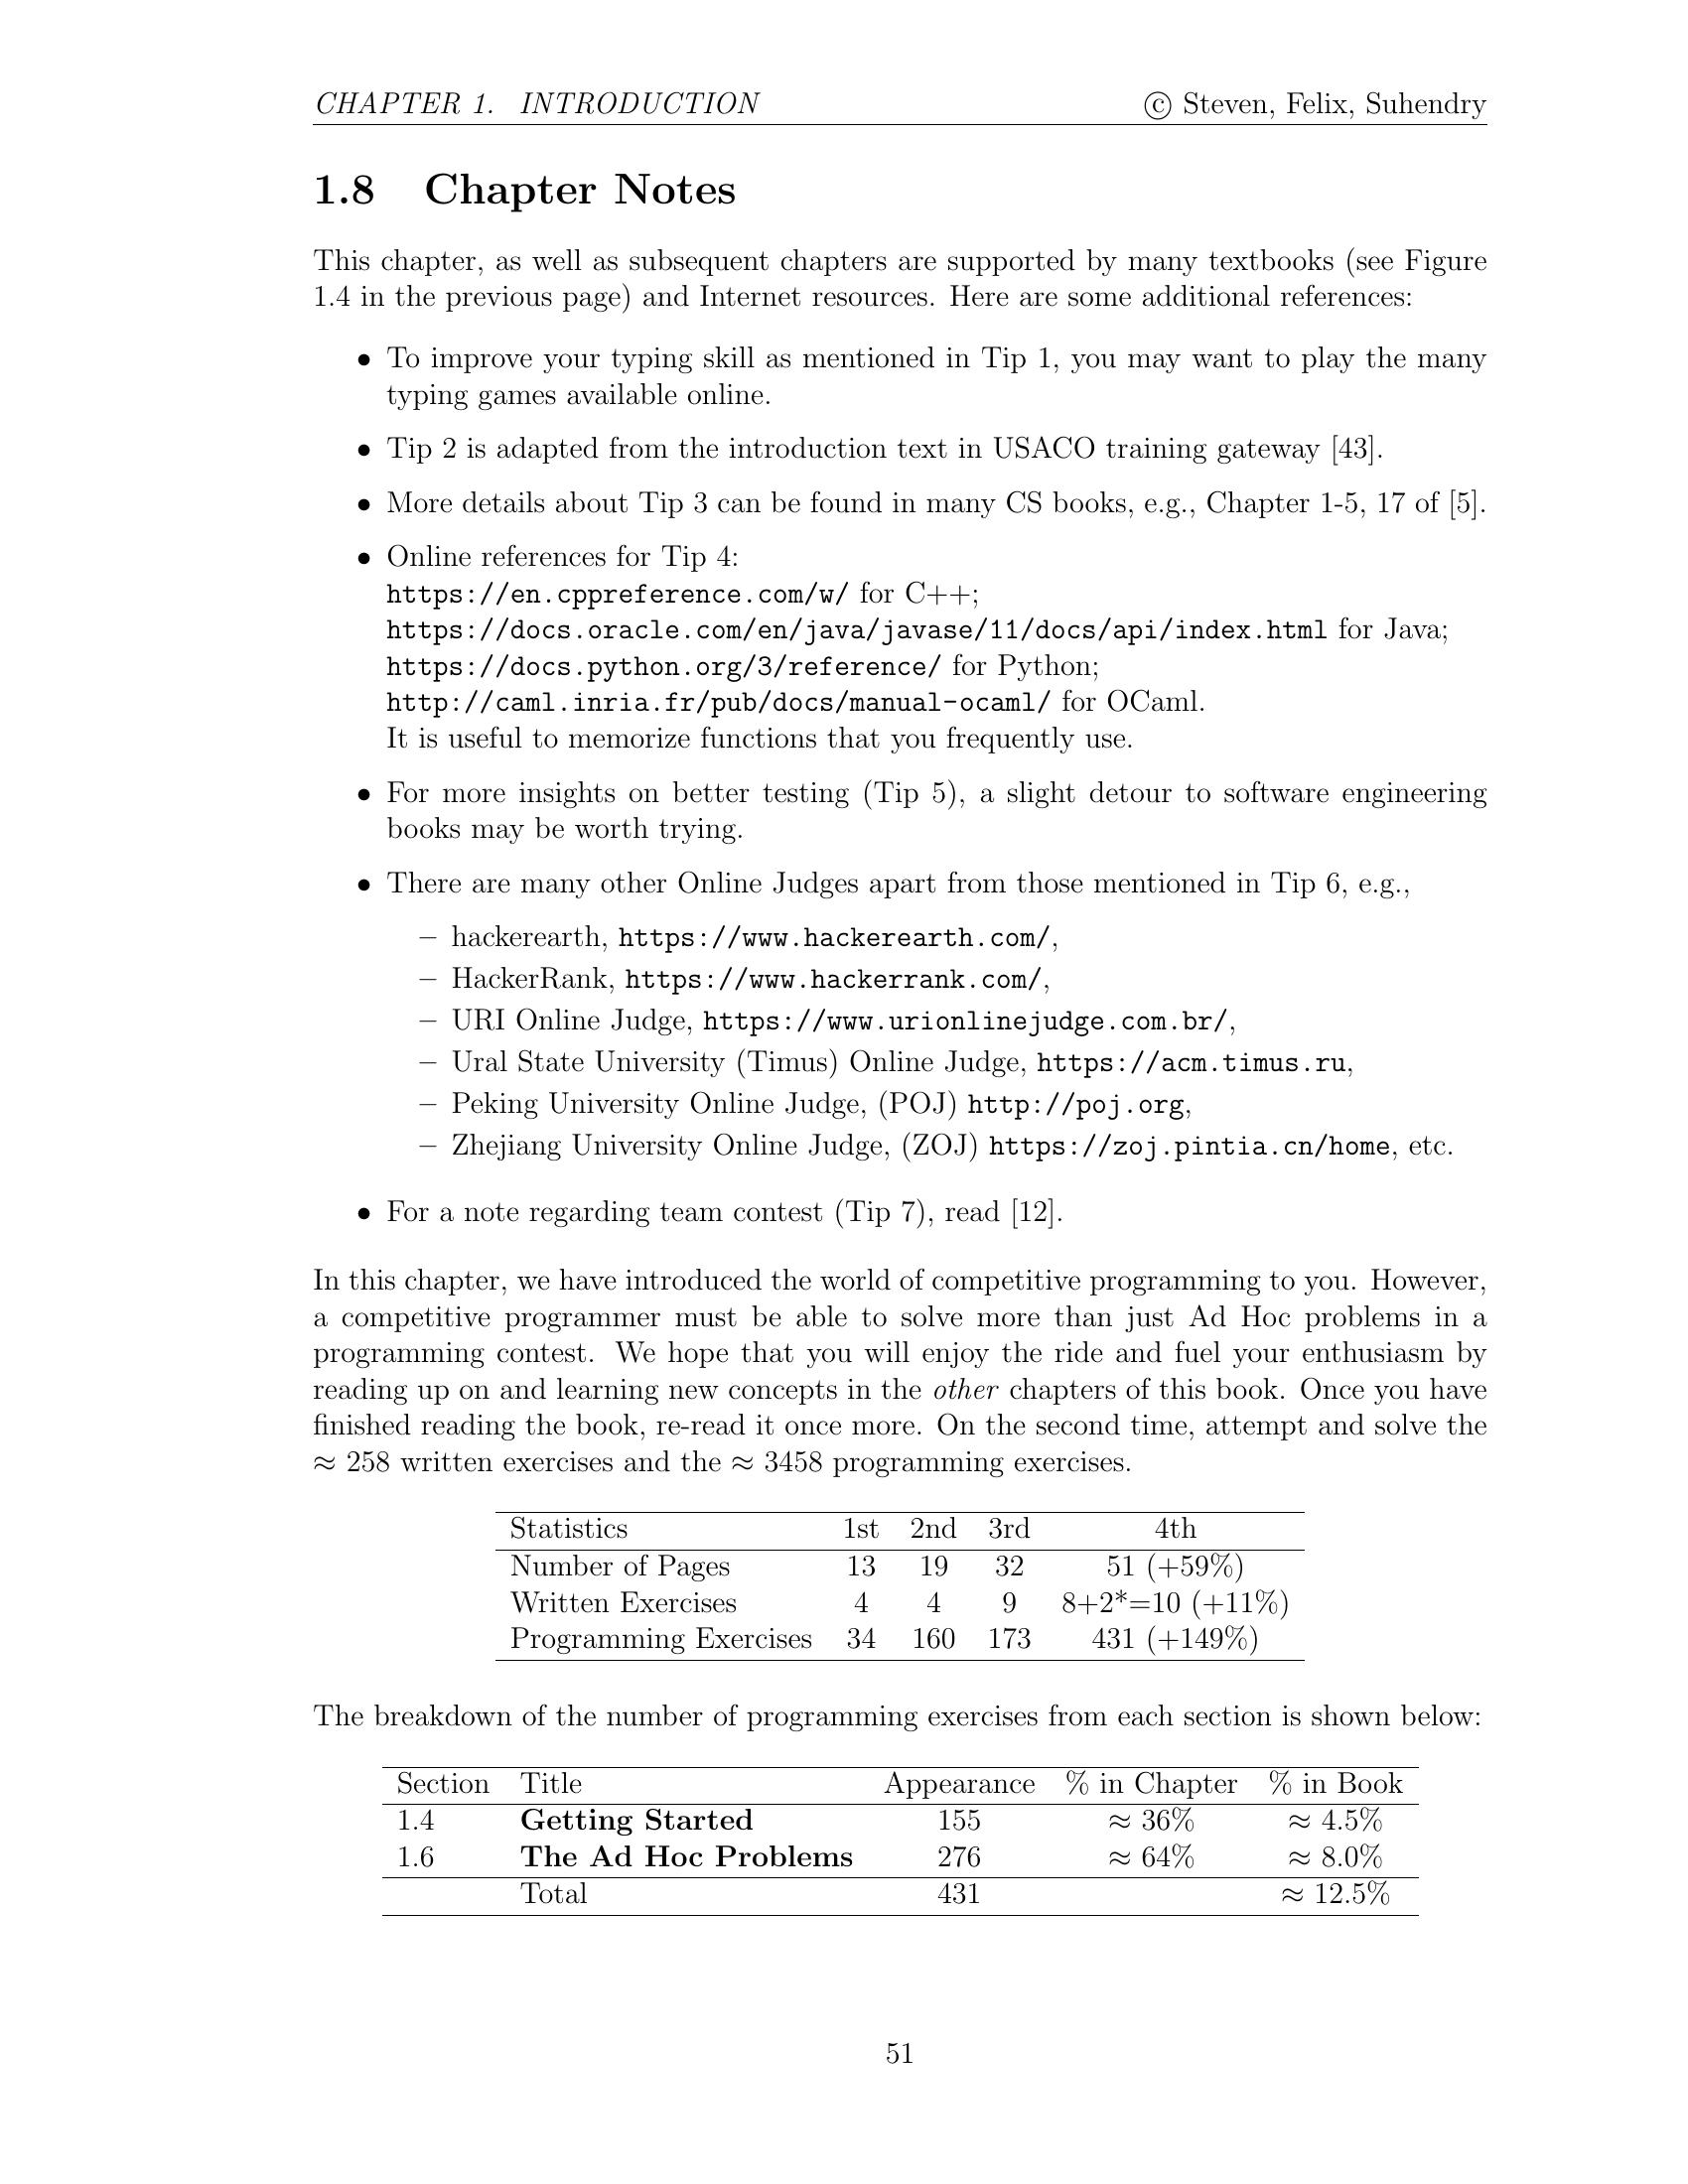 CHAPTER 1. INTRODUCTION © Steven, Felix, Suhendry
1.8 Chapter Notes
This chapter, as well as subsequent chapters are supported by many textbooks (see Figure
1.4 in the previous page) and Internet resources. Here are some additional references:
• To improve your typing skill as mentioned in Tip 1, you may want to play the many
typing games available online.
• Tip 2 is adapted from the introduction text in USACO training gateway [43].
• More details about Tip 3 can be found in many CS books, e.g., Chapter 1-5, 17 of [5].
• Online references for Tip 4:
https://en.cppreference.com/w/ for C++;
https://docs.oracle.com/en/java/javase/11/docs/api/index.html for Java;
https://docs.python.org/3/reference/ for Python;
http://caml.inria.fr/pub/docs/manual-ocaml/ for OCaml.
It is useful to memorize functions that you frequently use.
• For more insights on better testing (Tip 5), a slight detour to software engineering
books may be worth trying.
• There are many other Online Judges apart from those mentioned in Tip 6, e.g.,
– hackerearth, https://www.hackerearth.com/,
– HackerRank, https://www.hackerrank.com/,
– URI Online Judge, https://www.urionlinejudge.com.br/,
– Ural State University (Timus) Online Judge, https://acm.timus.ru,
– Peking University Online Judge, (POJ) http://poj.org,
– Zhejiang University Online Judge, (ZOJ) https://zoj.pintia.cn/home, etc.
• For a note regarding team contest (Tip 7), read [12].
In this chapter, we have introduced the world of competitive programming to you. However,
a competitive programmer must be able to solve more than just Ad Hoc problems in a
programming contest. We hope that you will enjoy the ride and fuel your enthusiasm by
reading up on and learning new concepts in the other chapters of this book. Once you have
finished reading the book, re-read it once more. On the second time, attempt and solve the
≈ 258 written exercises and the ≈ 3458 programming exercises.
Statistics 1st 2nd 3rd 4th
Number of Pages 13 19 32 51 (+59%)
Written Exercises 4 4 9 8+2*=10 (+11%)
Programming Exercises 34 160 173 431 (+149%)
The breakdown of the number of programming exercises from each section is shown below:
Section Title Appearance % in Chapter % in Book
1.4 Getting Started 155 ≈ 36% ≈ 4.5%
1.6 The Ad Hoc Problems 276 ≈ 64% ≈ 8.0%
Total 431 ≈ 12.5%
51